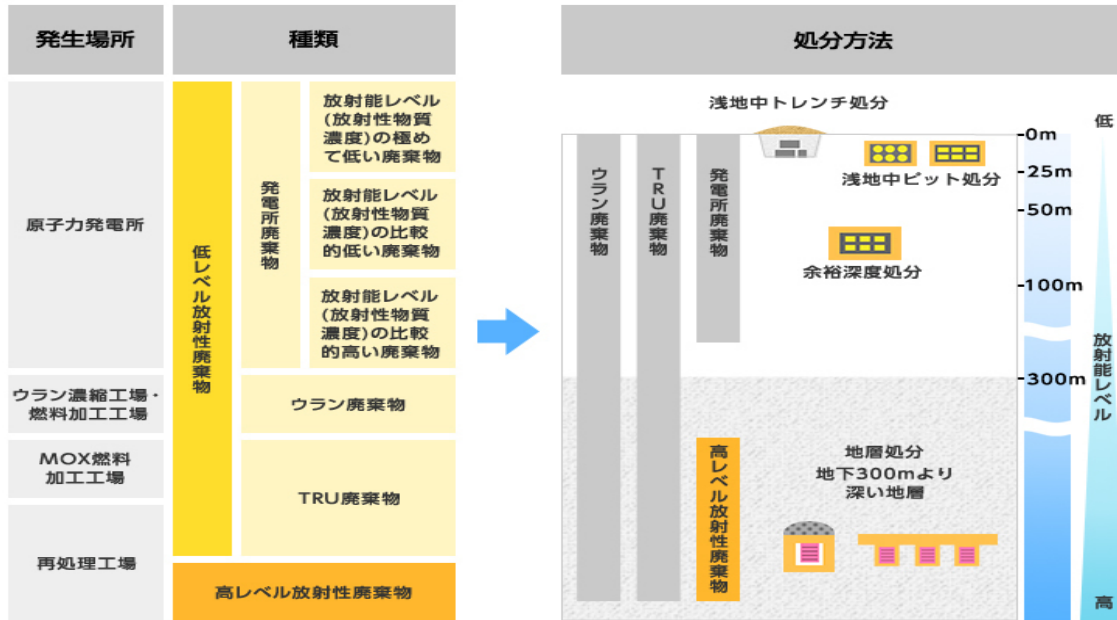 発生場所
種類
処分方法
原子力発電所
ウラン濃縮工場・
燃料加工工場
MOX燃料
加工工場
再処理工場
低レベル放射性廃棄物
発電所廃棄物
放射能レベル
(放射性物質
濃度)の極め
て低い廃棄物
放射能レベル
(放射性物質
濃度)の比較
的低い廃棄物
放射能レベル
(放射性物質
濃度)の比較
的高い廃棄物
ウラン廃棄物
TRU廃棄物
高レベル放射性廃棄物
浅地中トレンチ処分
ウラン廃棄物
TRU廃棄物
発電所廃棄物
浅地中ピット処分
余裕深度処分
高レベル放射性廃棄物
地層処分
地下300mより
深い地層
0m
25m
50m
100m
300m
低
放射能レベル
高